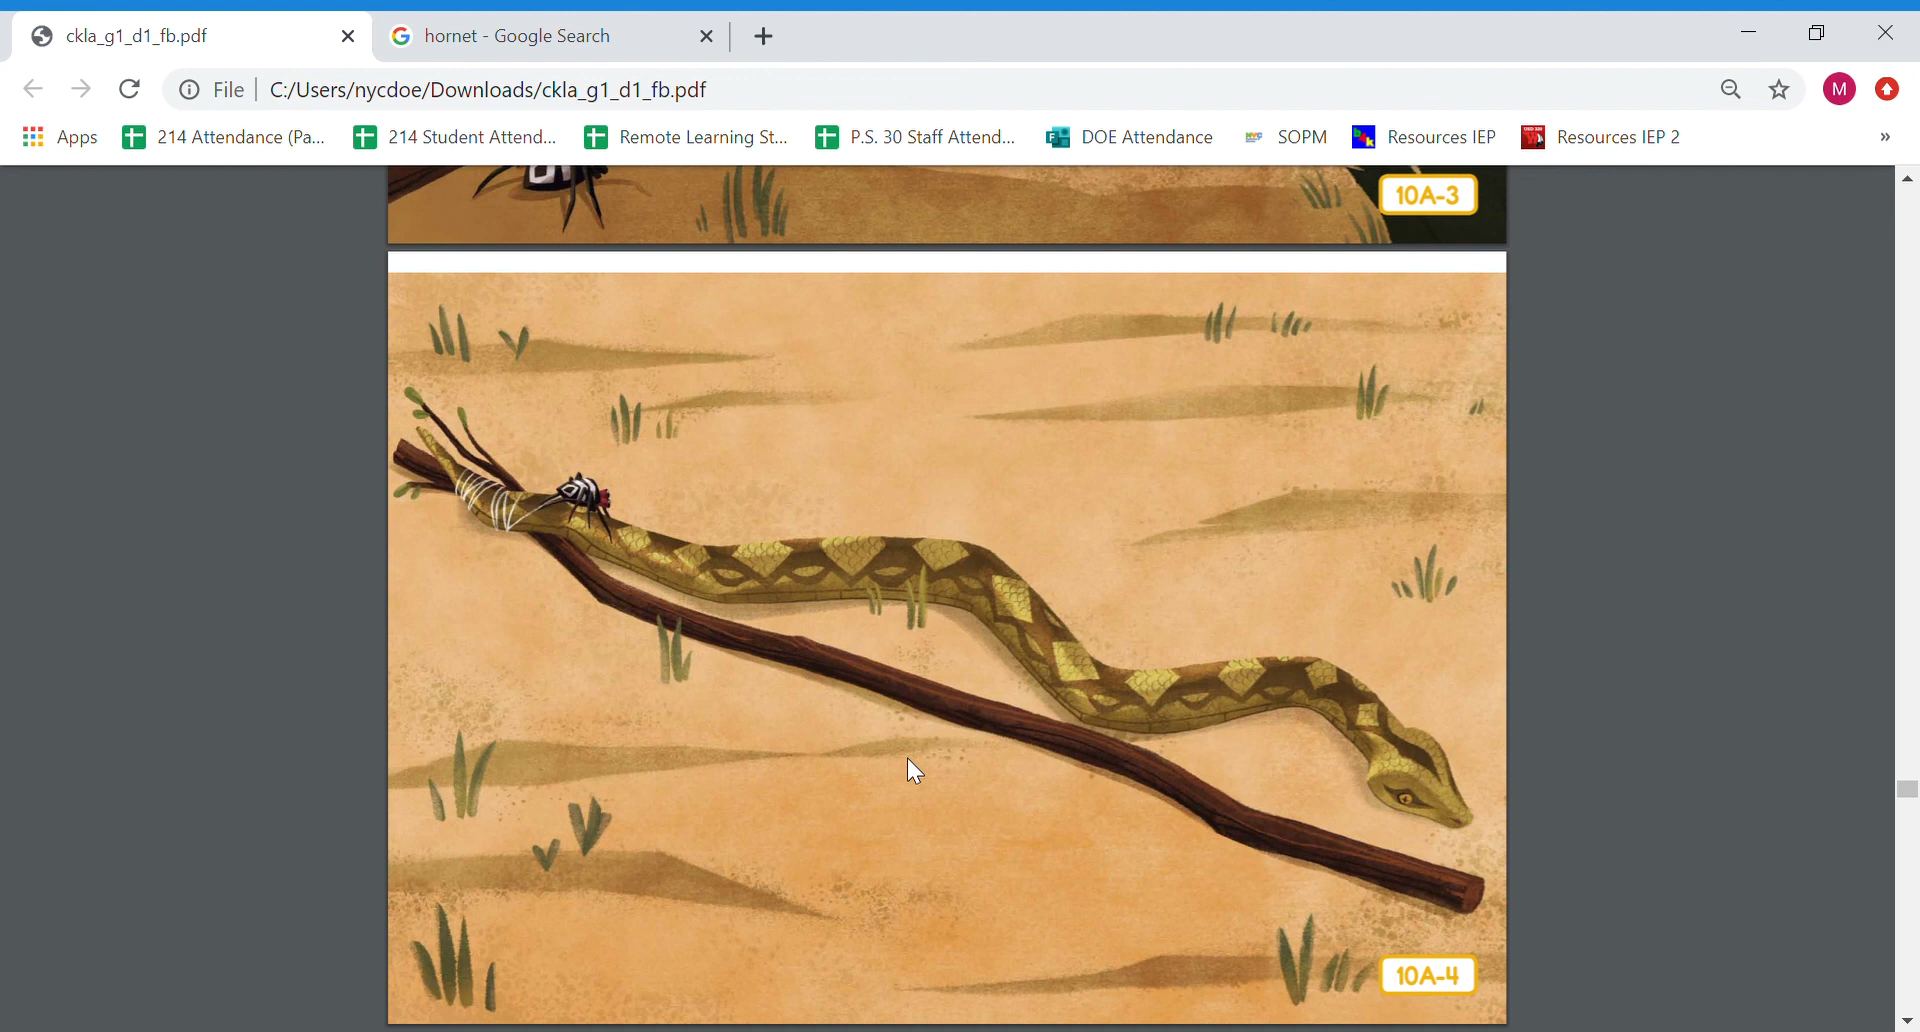 ckla_g1_d1_fb.pdf
hornet - Google Search
File
C:/Users/nycdoe/Downloads/ckla_g1_d1_fb.pdf
M
Apps
214 Attendance (Pa...
214 Student Attend...
Remote Learning St...
P.S. 30 Staff Attend...
DOE Attendance
SOPM
Resources IEP
Resources IEP 2
»
10A-3
10A-4